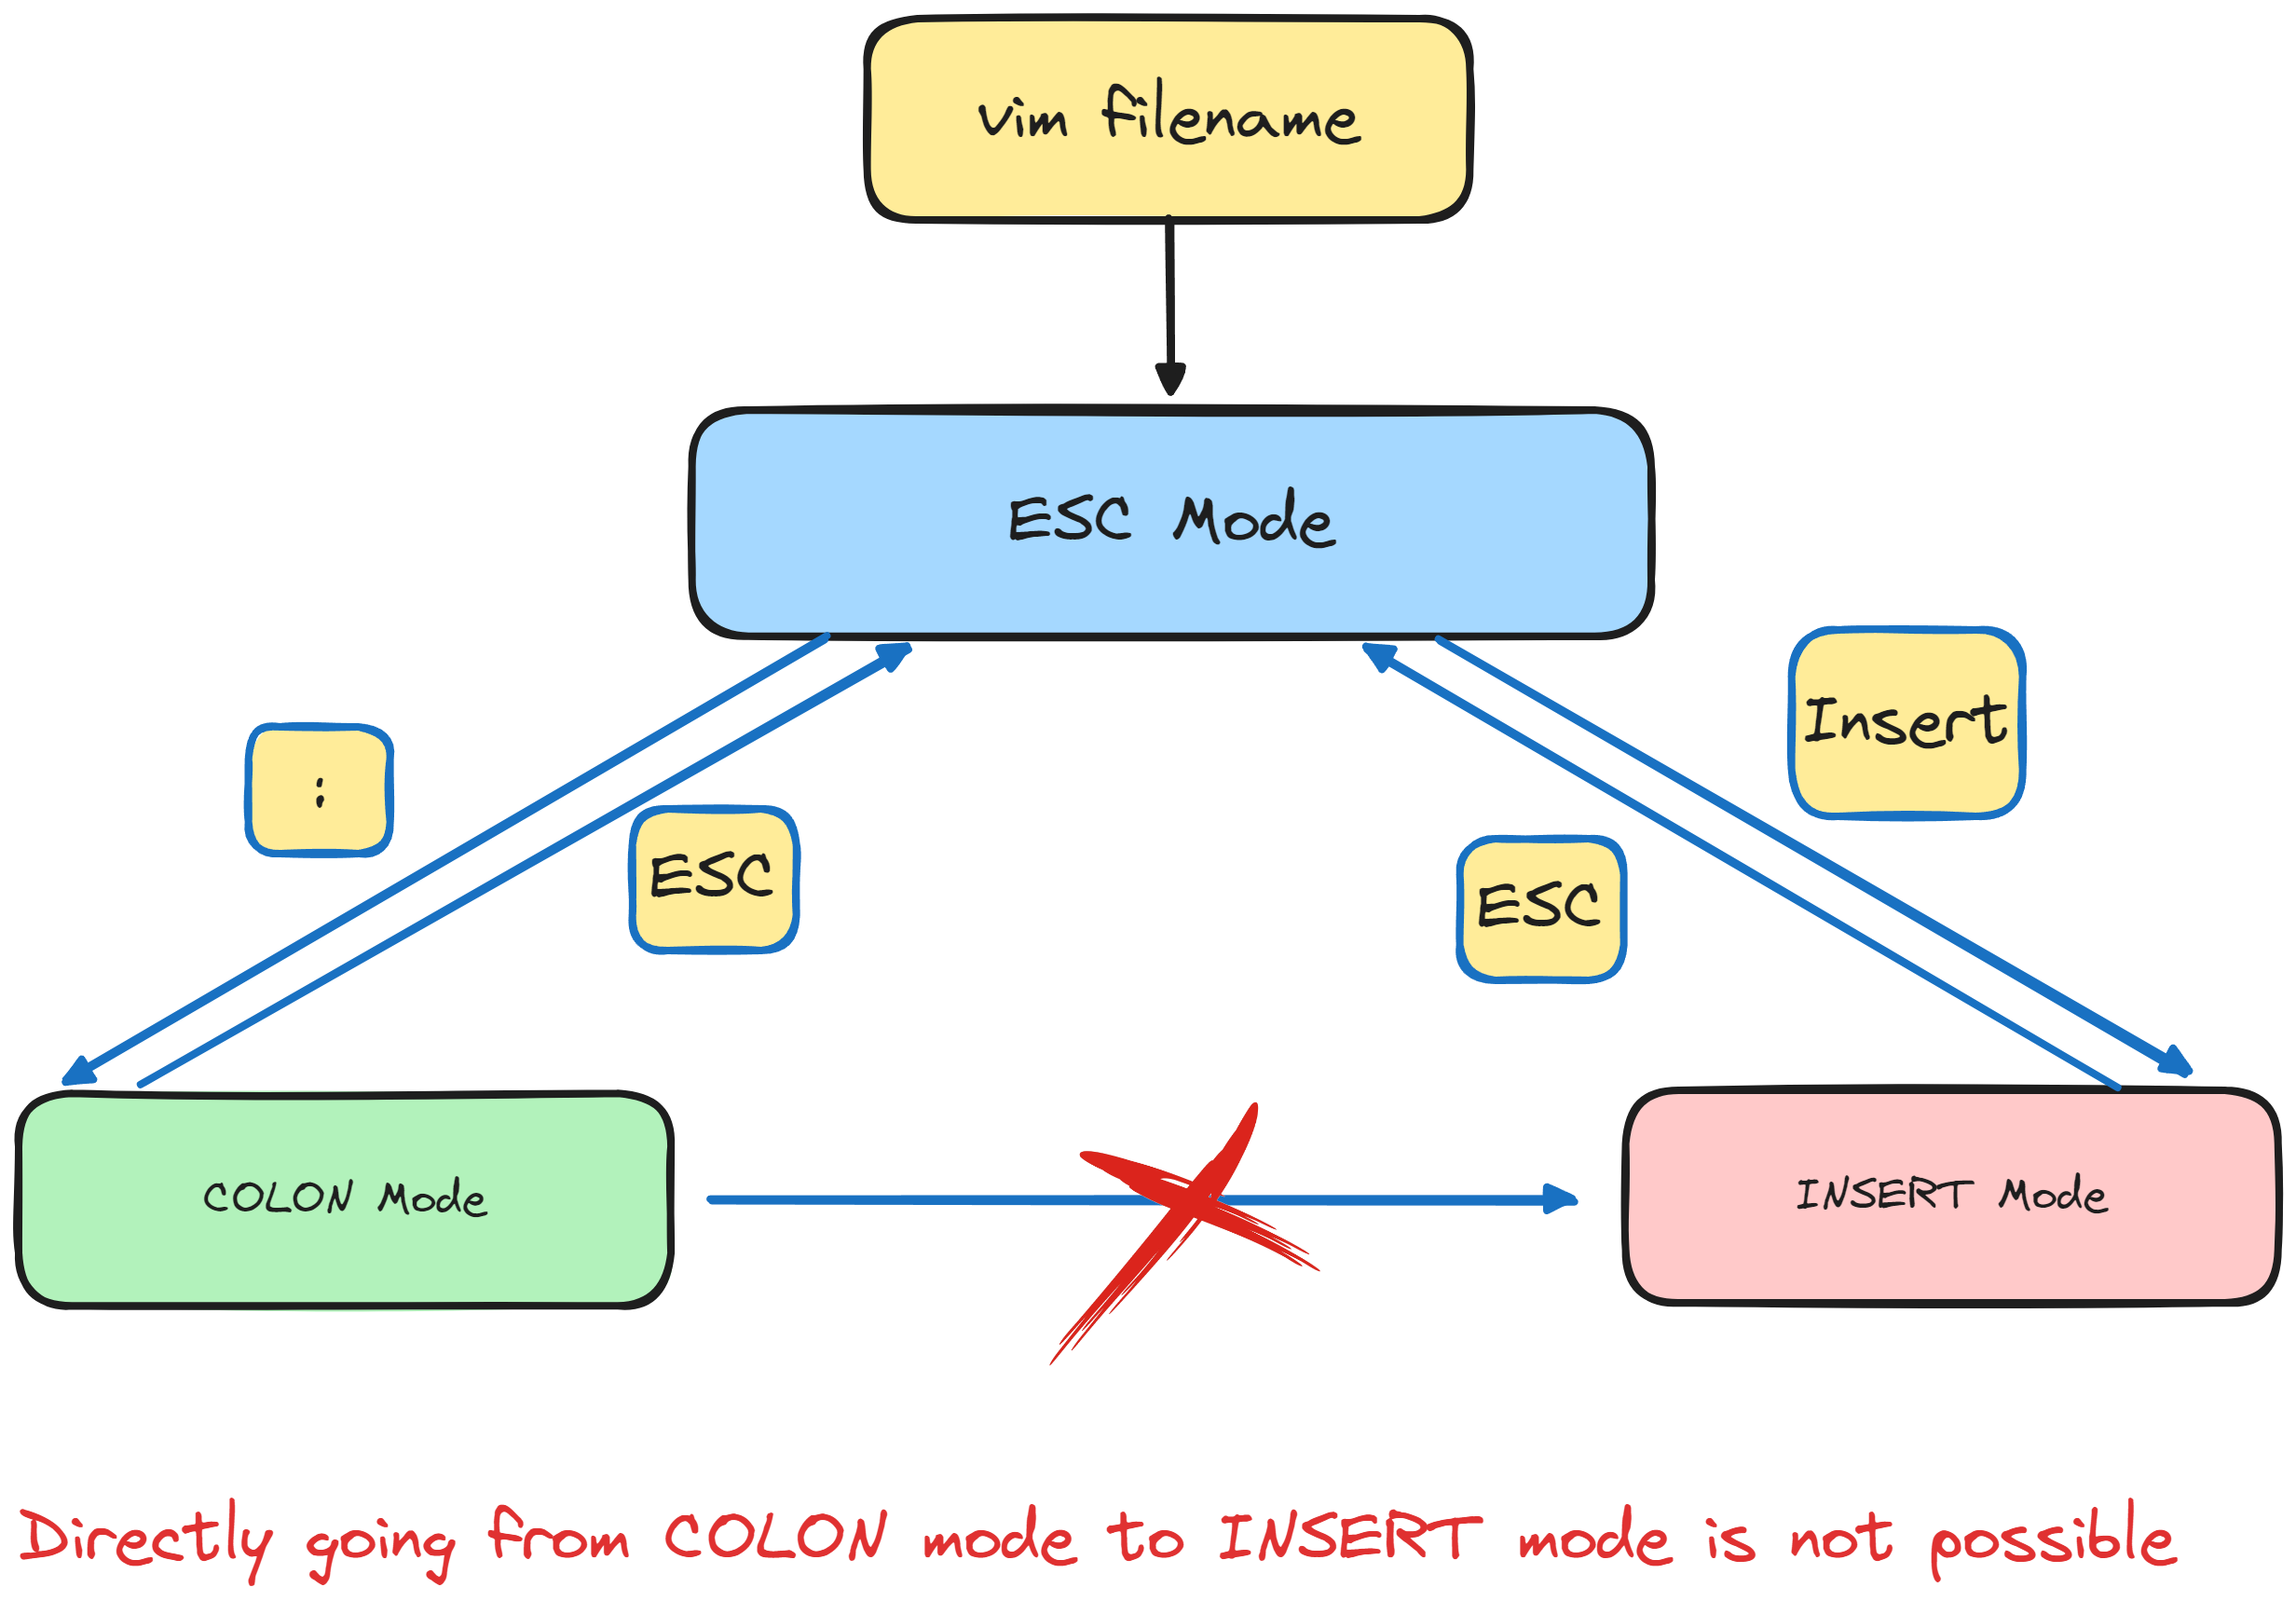 vim filename
ESC Mode
Insert
:
ESC
ESC
COLON Mode
INSERT Mode
Directly going from COLON mode to INSERT mode is not possible